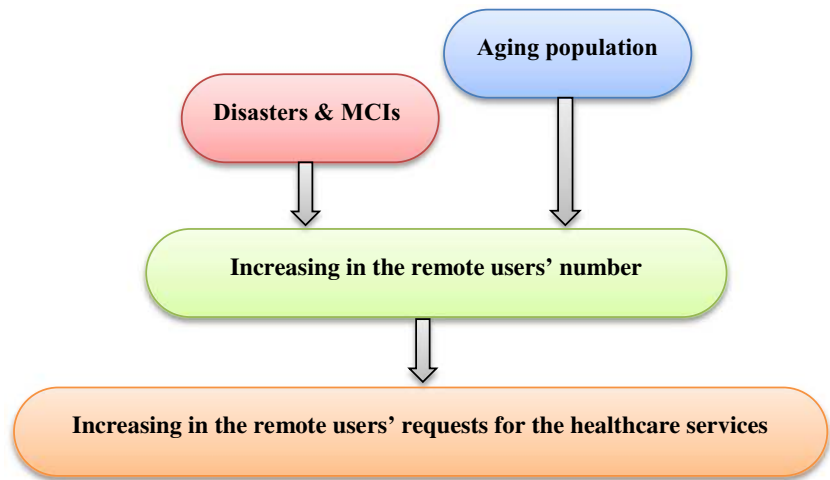 Aging population
Disasters & MCIs
Increasing in the remote users’ number
Increasing in the remote users’ requests for the healthcare services